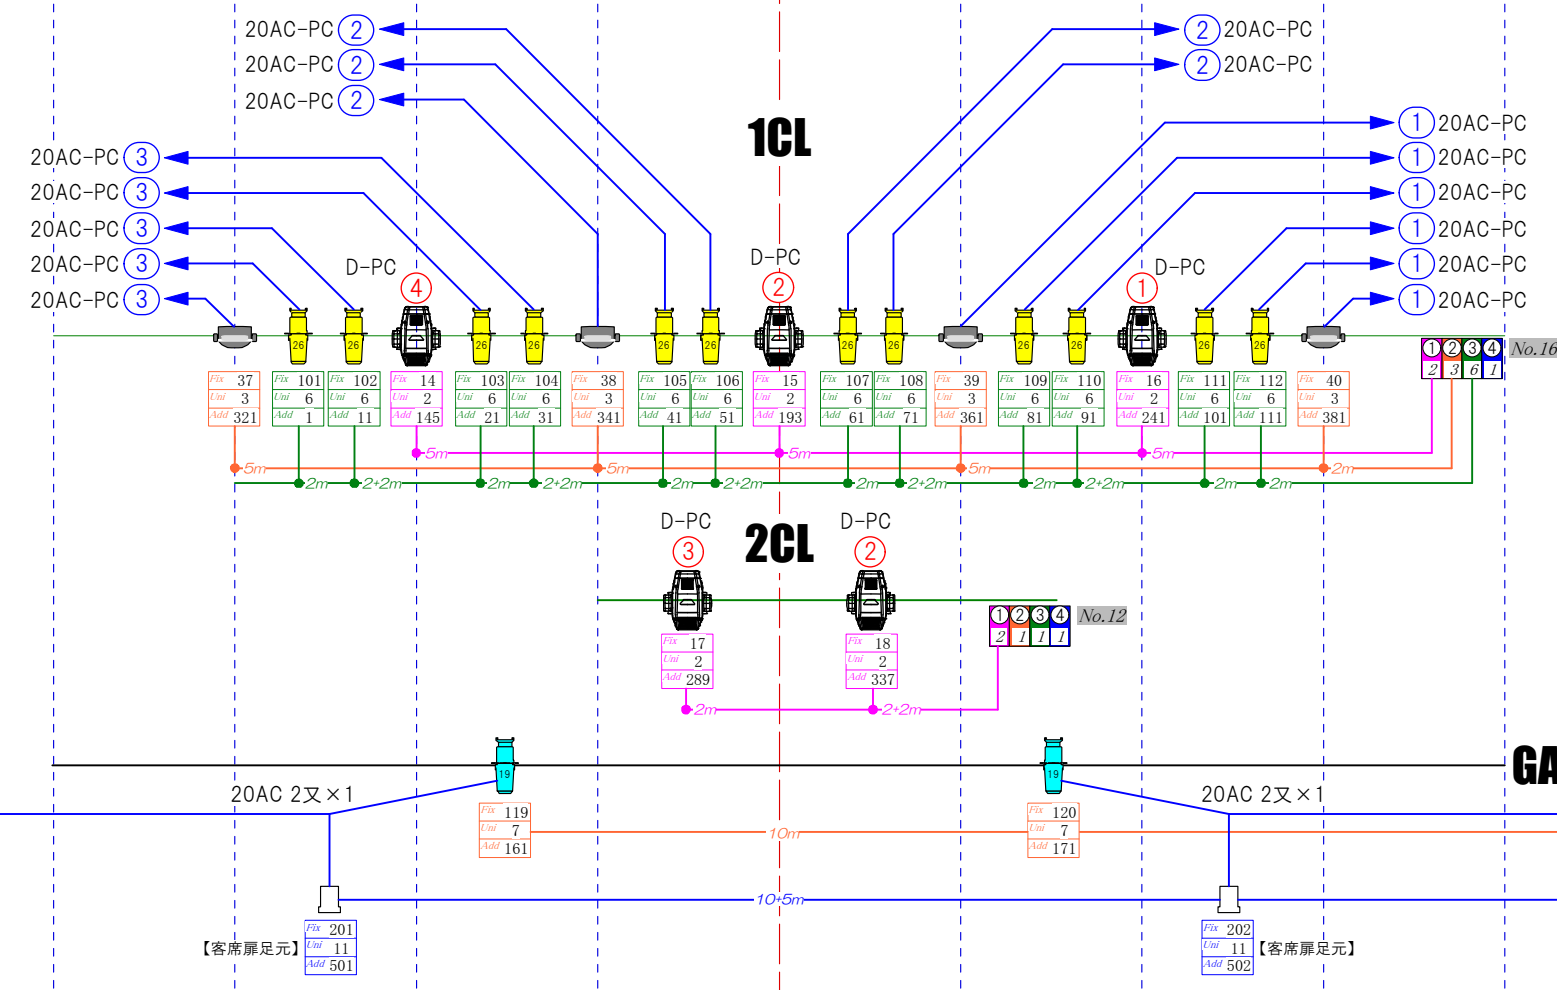 20AC-PC 2
20AC-PC 2
20AC-PC 2
2 20AC-PC
2 20AC-PC
1CL
1 20AC-PC
1 20AC-PC
1 20AC-PC
1 20AC-PC
1 20AC-PC
1 20AC-PC
20AC-PC 3
20AC-PC 3
20AC-PC 3
20AC-PC 3
20AC-PC 3
D-PC
4
D-PC
2
D-PC
1
26 26 26 26 26 26 26 26 26 26 26 26
1 2 3 4 No.16
2 3 6 1
Fix 37 Fix 101 Fix 102 Fix 14 Fix 103 Fix 104 Fix 38 Fix 105 Fix 106 Fix 15 Fix 107 Fix 108 Fix 39 Fix 109 Fix 110 Fix 16 Fix 111 Fix 112 Fix 40
Uni 3 Uni 6 Uni 6 Uni 2 Uni 6 Uni 6 Uni 3 Uni 6 Uni 6 Uni 2 Uni 6 Uni 6 Uni 3 Uni 6 Uni 6 Uni 2 Uni 6 Uni 6 Uni 3
Add 321 Add 1 Add 11 Add 145 Add 21 Add 31 Add 341 Add 41 Add 51 Add 193 Add 61 Add 71 Add 361 Add 81 Add 91 Add 241 Add 101 Add 111 Add 381
5m 5m 5m
5m 5m 5m 2m
2m 2+2m 2m 2+2m 2m 2+2m 2m 2+2m 2m 2+2m 2m 2m
2CL
D-PC
3
D-PC
2
1 2 3 4 No.12
2 1 1 1
Fix 17 Fix 18
Uni 2 Uni 2
Add 289 Add 337
2m 2+2m
GA
19 19
20AC 2又×1 20AC 2又×1
Fix 119 Fix 120
Uni 7 10m Uni 7
Add 161 Add 171
10+5m
Fix 201 Fix 202
【客席扉足元】 Uni 11 Uni 11 【客席扉足元】
Add 501 Add 502